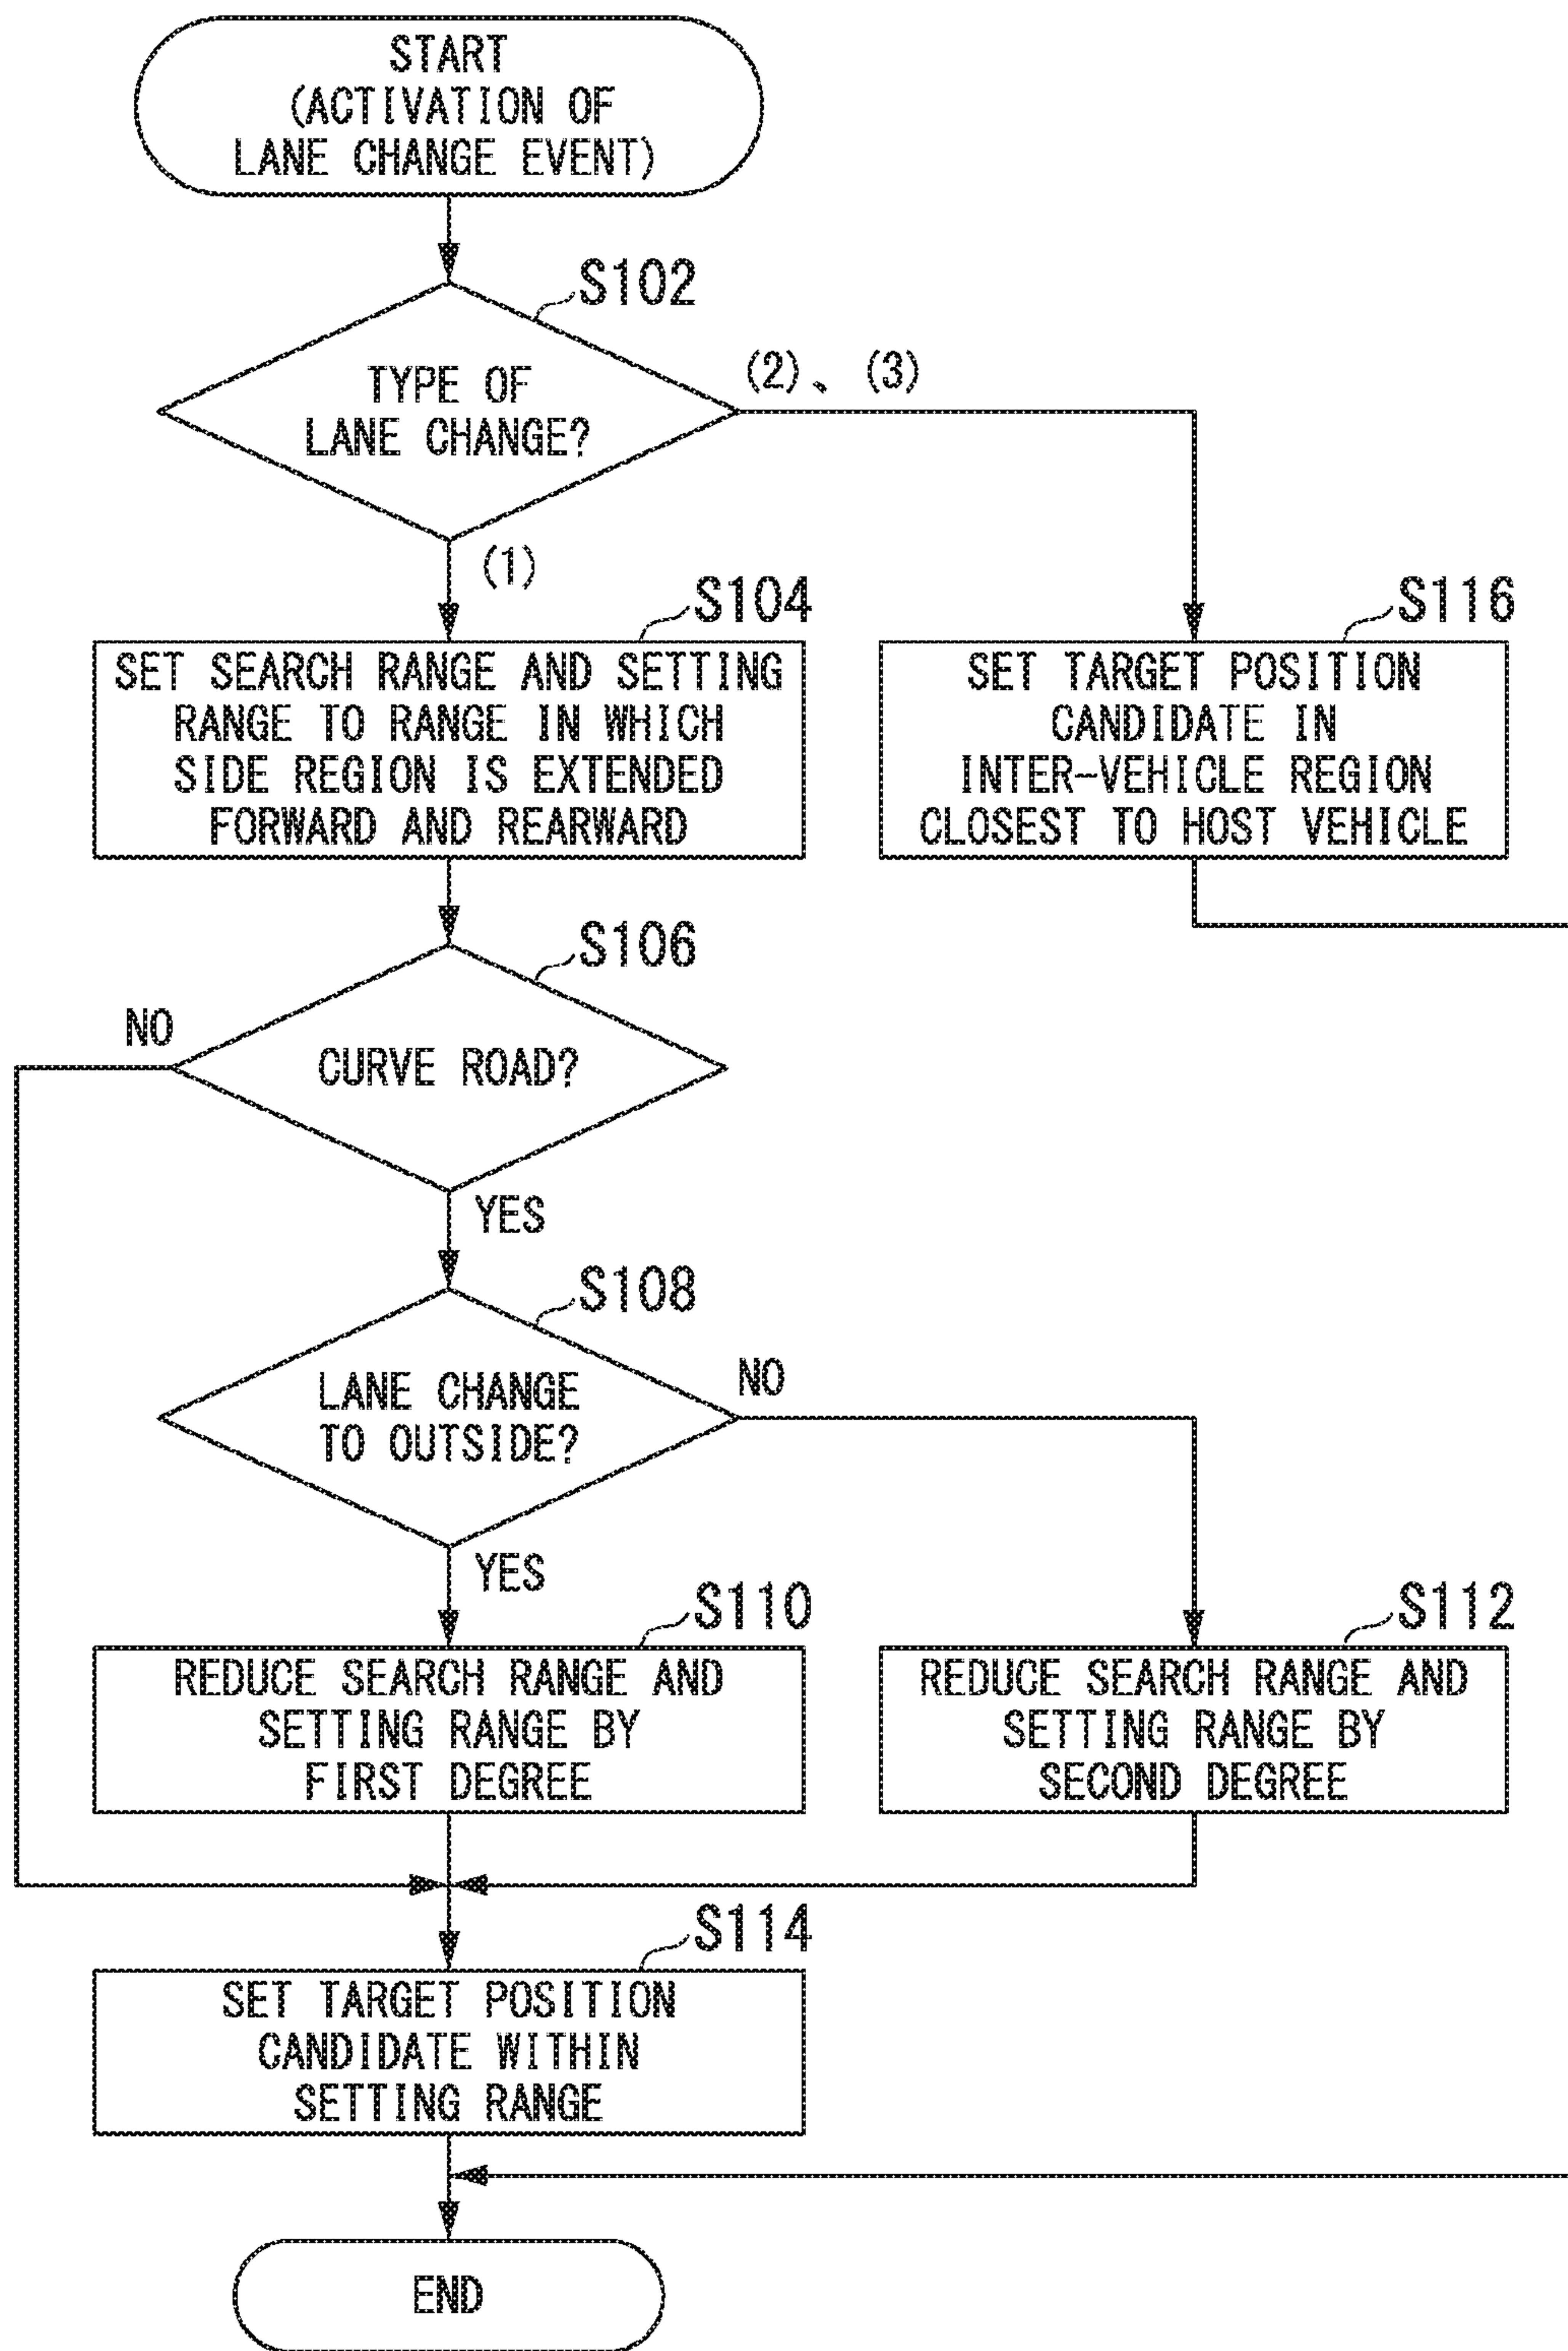 START
(ACTIVATION OF
LANE CHANGE EVENT)
S102
TYPE OF
LANE CHANGE?
(2)、(3)
(1)
S104
SET SEARCH RANGE AND SETTING
RANGE TO RANGE IN WHICH
SIDE REGION IS EXTENDED
FORWARD AND REARWARD
S116
SET TARGET POSITION
CANDIDATE IN
INTER-VEHICLE REGION
CLOSEST TO HOST VEHICLE
S106
NO
CURVE ROAD?
YES
S108
LANE CHANGE
TO OUTSIDE?
NO
YES
S110
REDUCE SEARCH RANGE AND
SETTING RANGE BY
FIRST DEGREE
S112
REDUCE SEARCH RANGE AND
SETTING RANGE BY
SECOND DEGREE
S114
SET TARGET POSITION
CANDIDATE WITHIN
SETTING RANGE
END